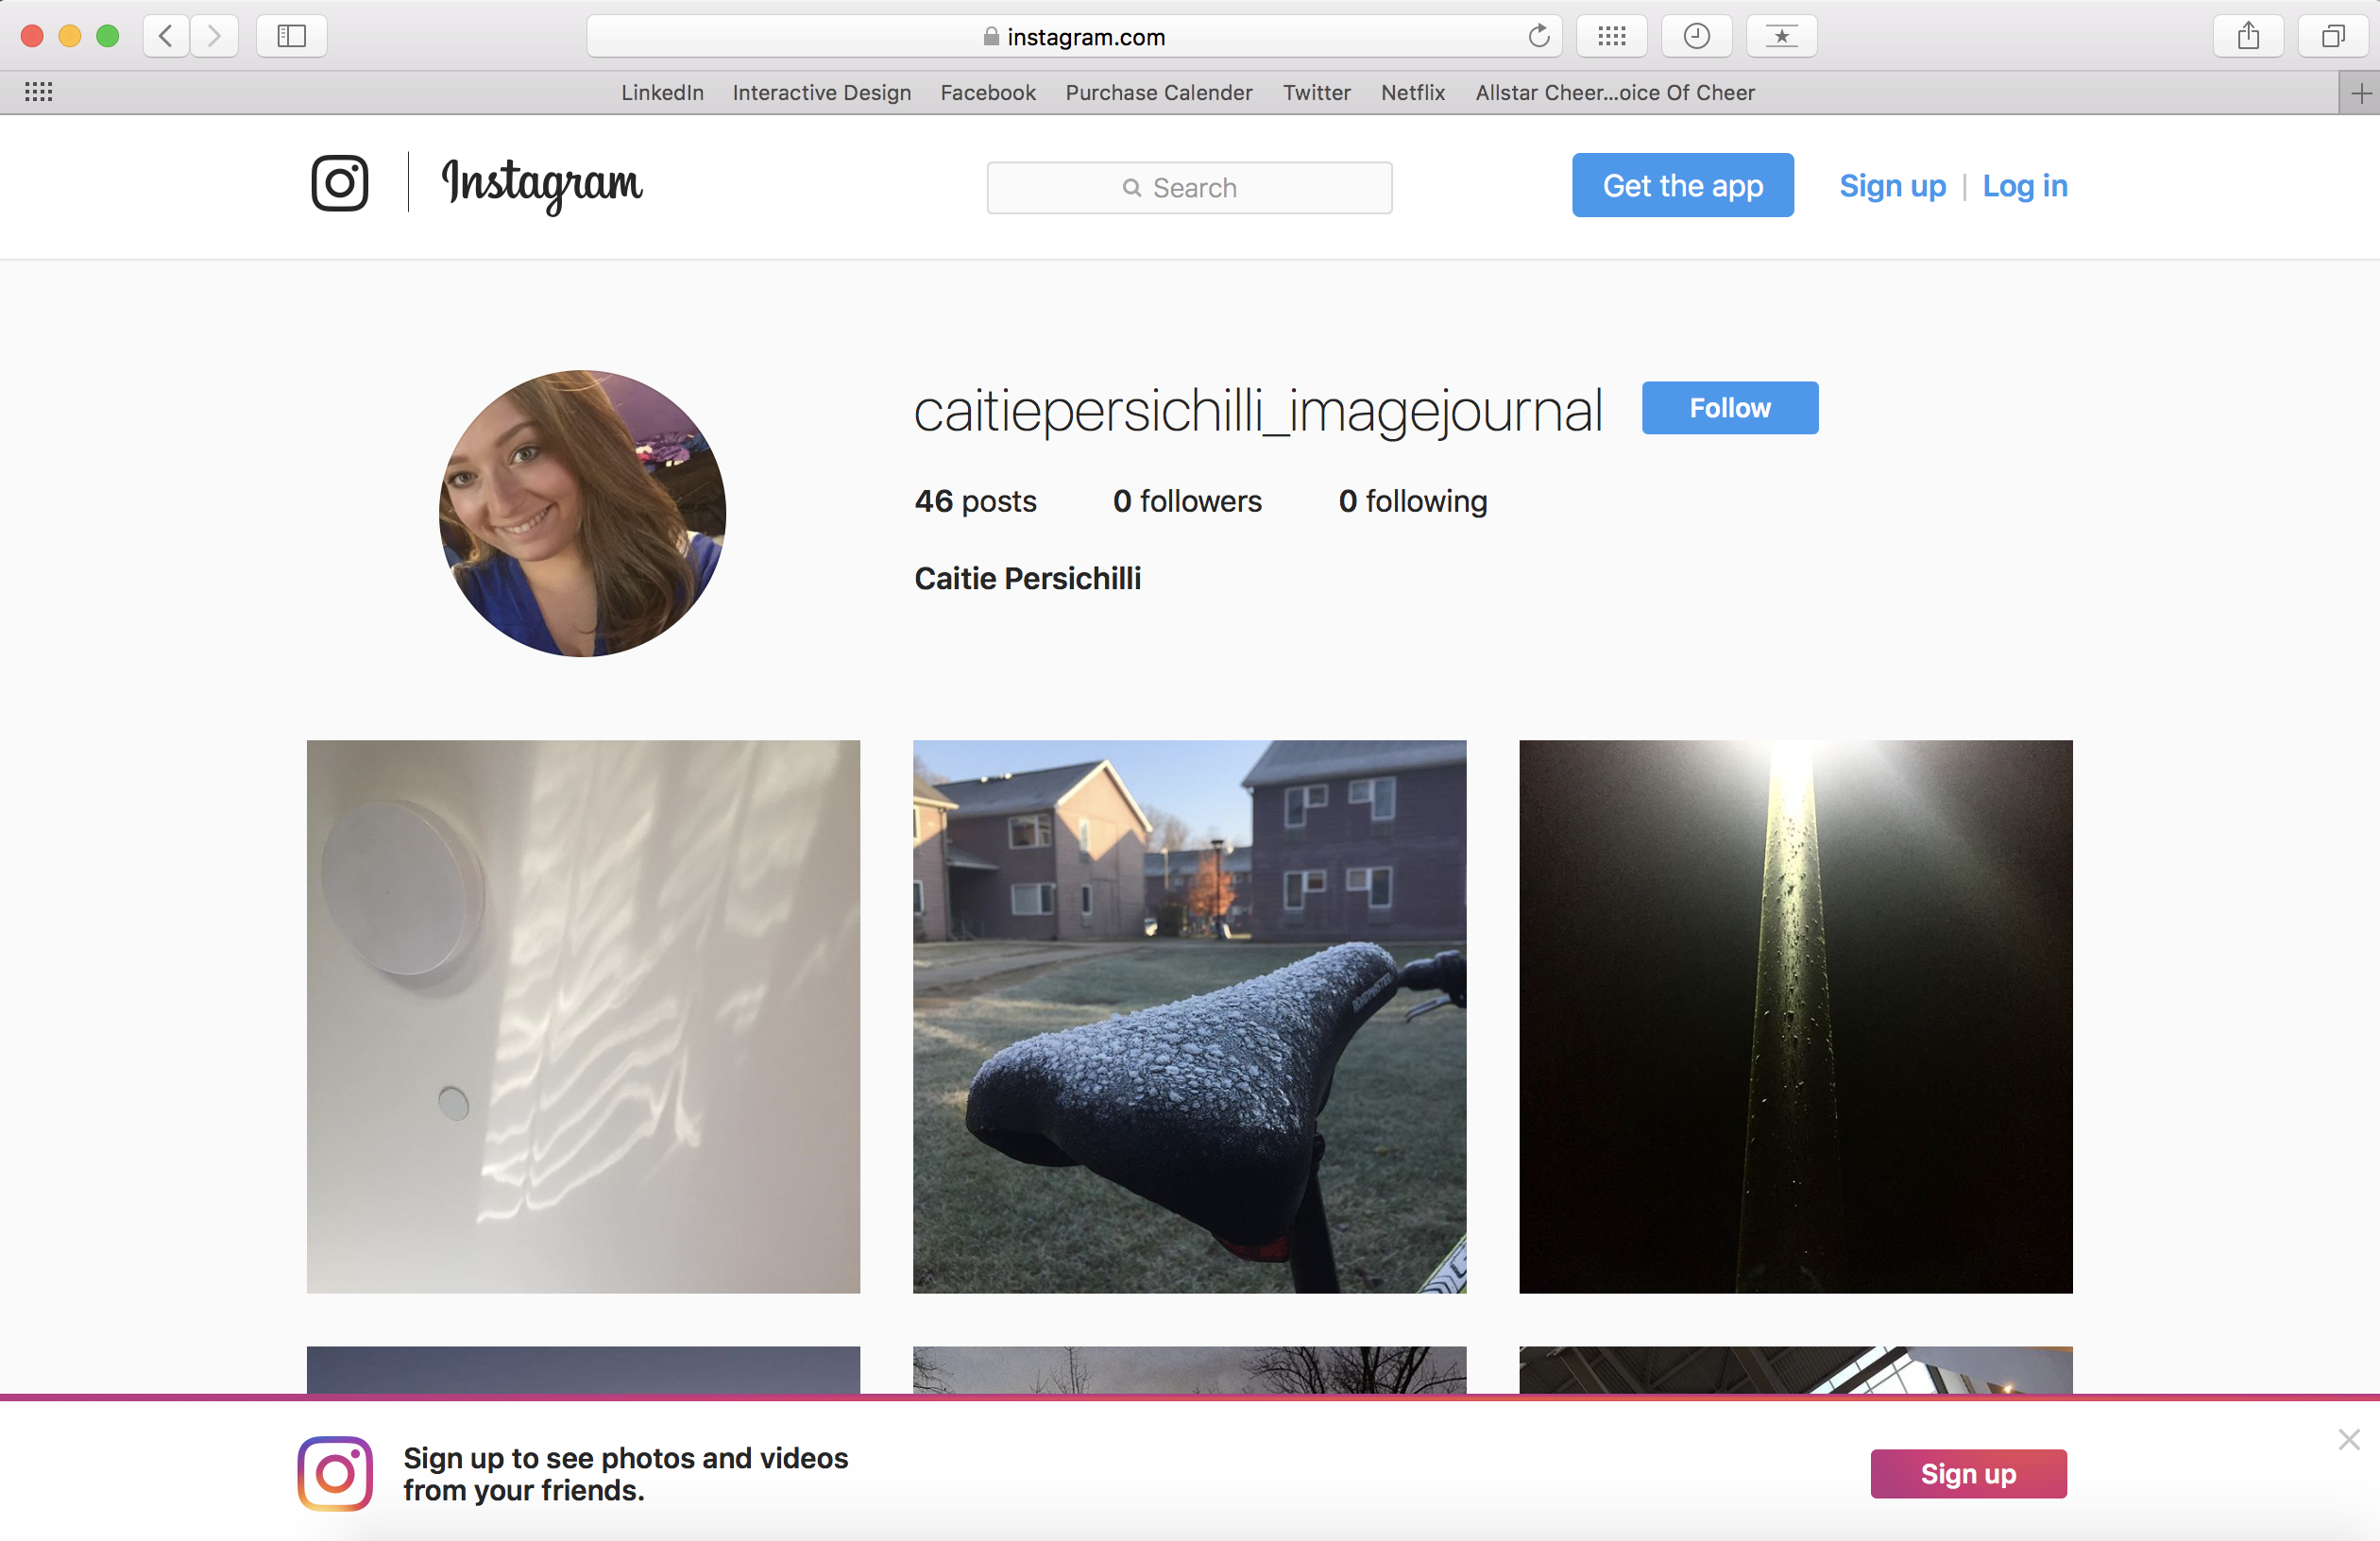 instagram.com
LinkedIn Interactive Design Facebook Purchase Calender Twitter Netflix Allstar Cheer...oice Of Cheer
Instagram Search Get the app Sign up | Log in
caitiepersichilli_imagejournal Follow
46 posts 0 followers 0 following
Caitie Persichilli
ROADMASTER
Sign up to see photos and videos
from your friends.
Sign up